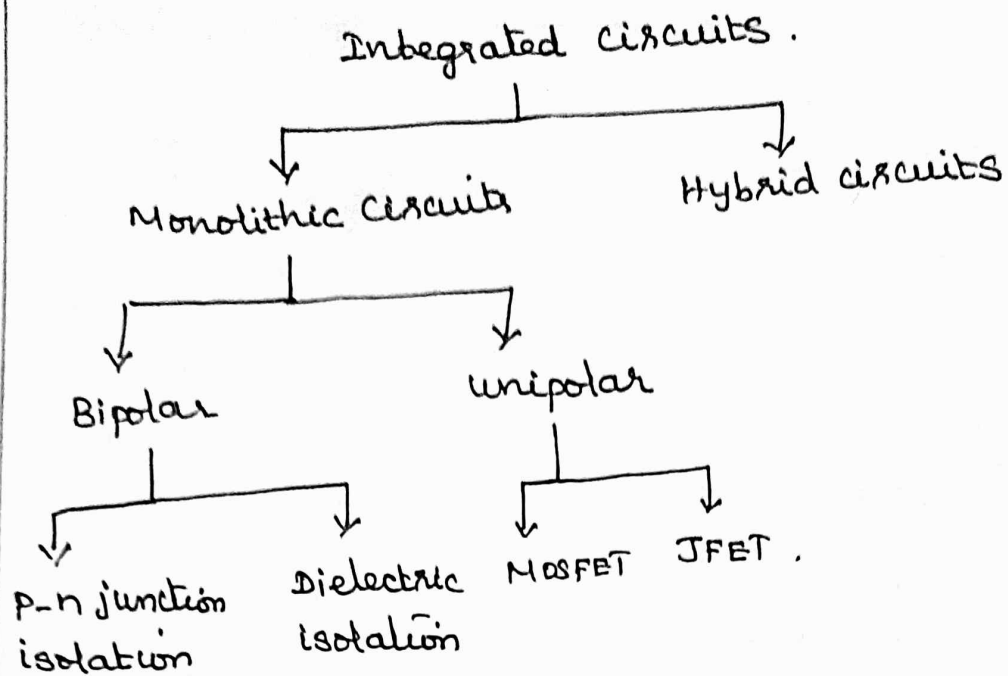 Integrated circuits.
Monolithic circuits
Hybrid circuits
Bipolar
unipolar
P-n junction
isolation
Dielectric
isolation
MOSFET
JFET.